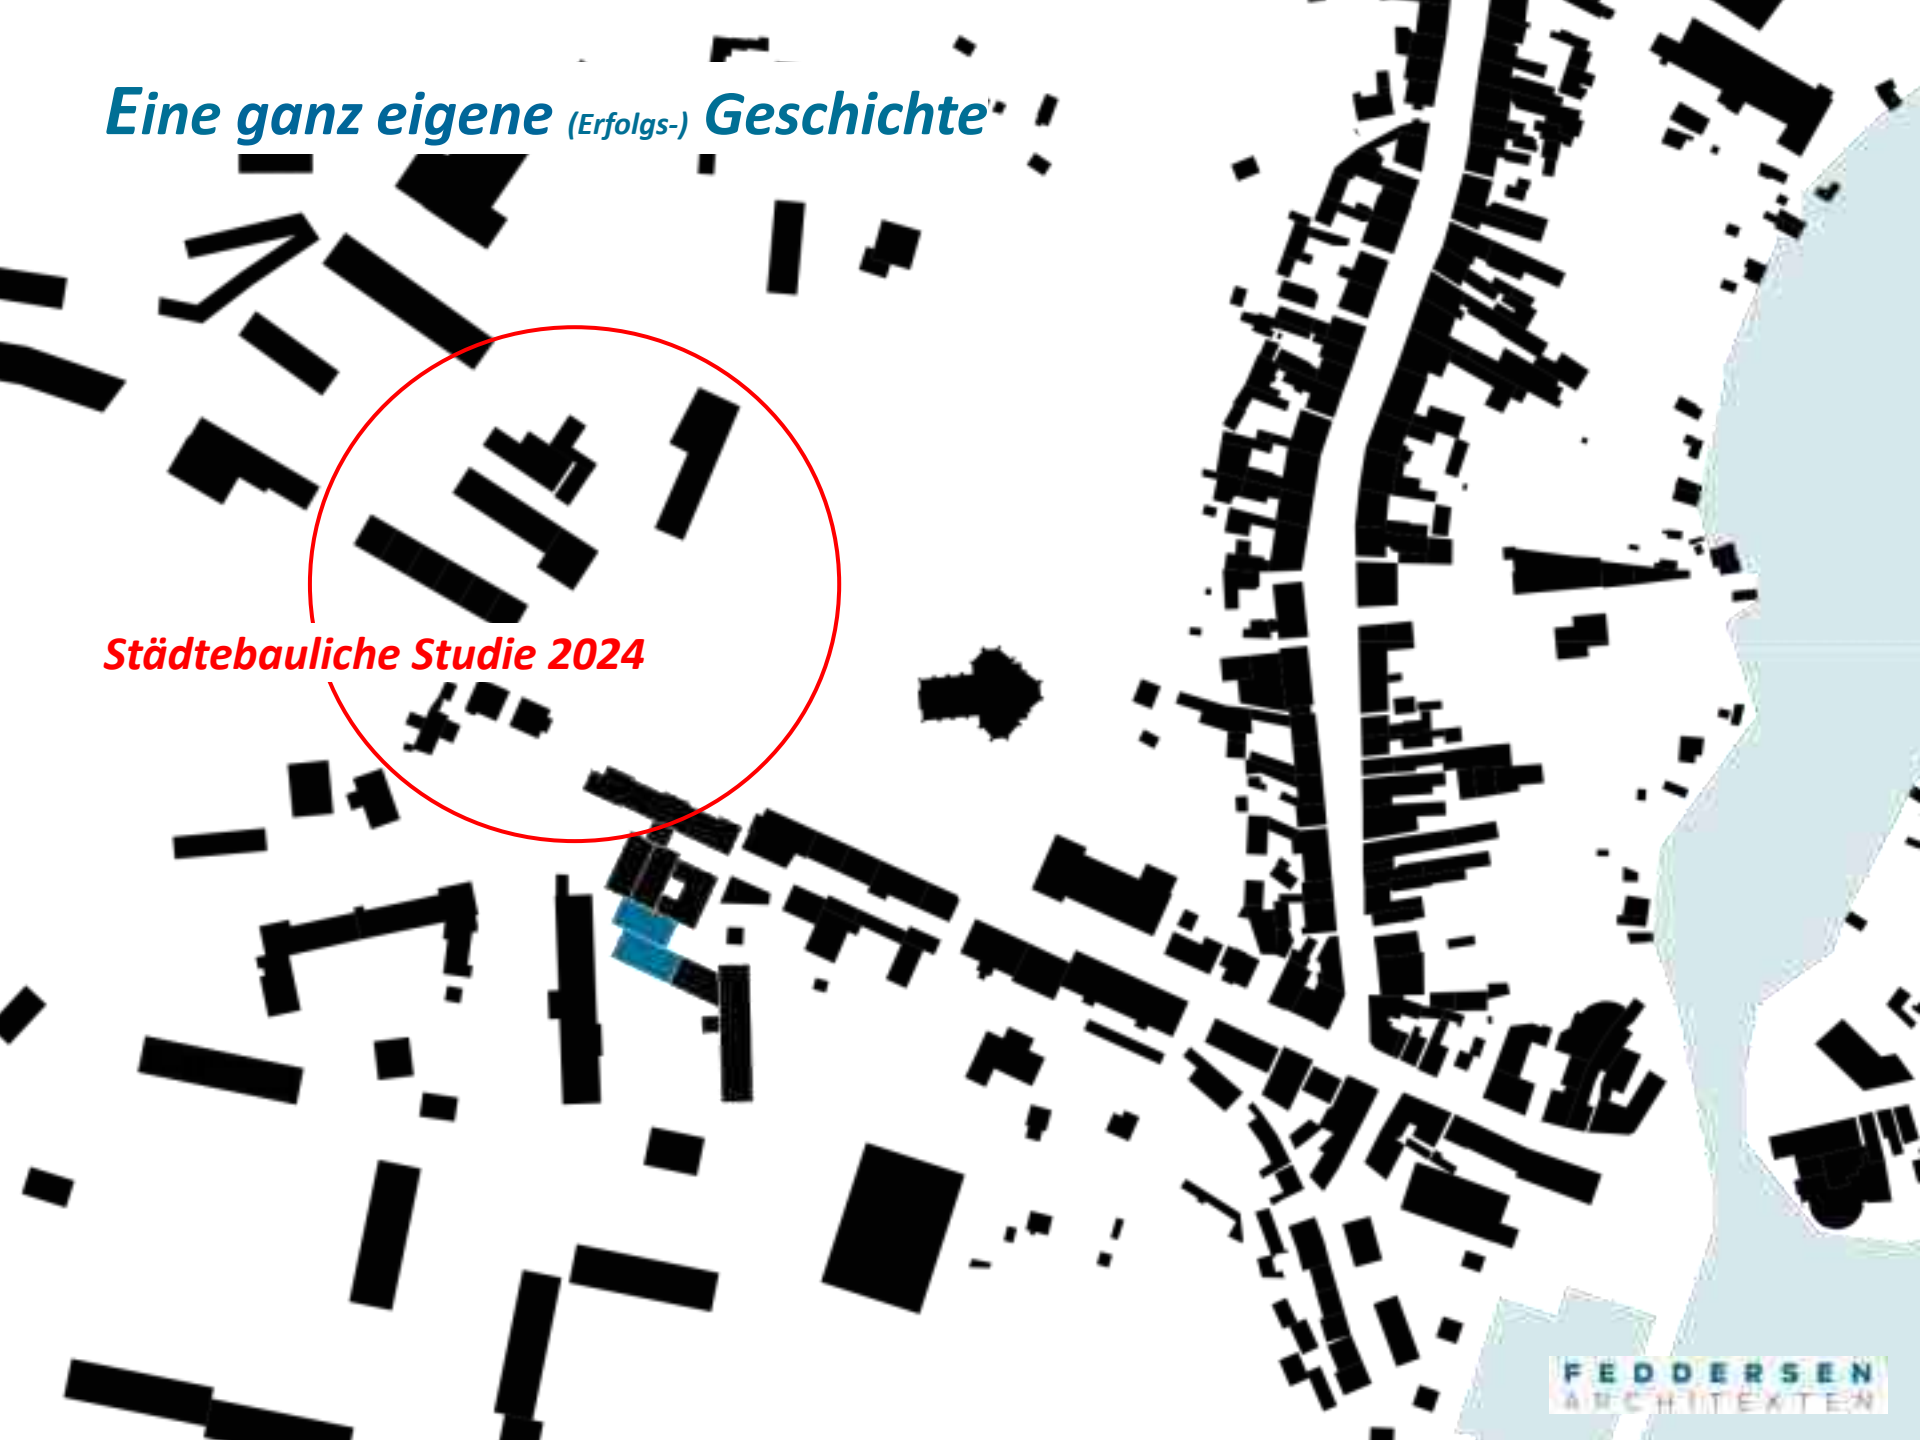 Eine ganz eigene (Erfolgs-) Geschichte
Städtebauliche Studie 2024
FEDDERSEN
ARCHITEKTEN